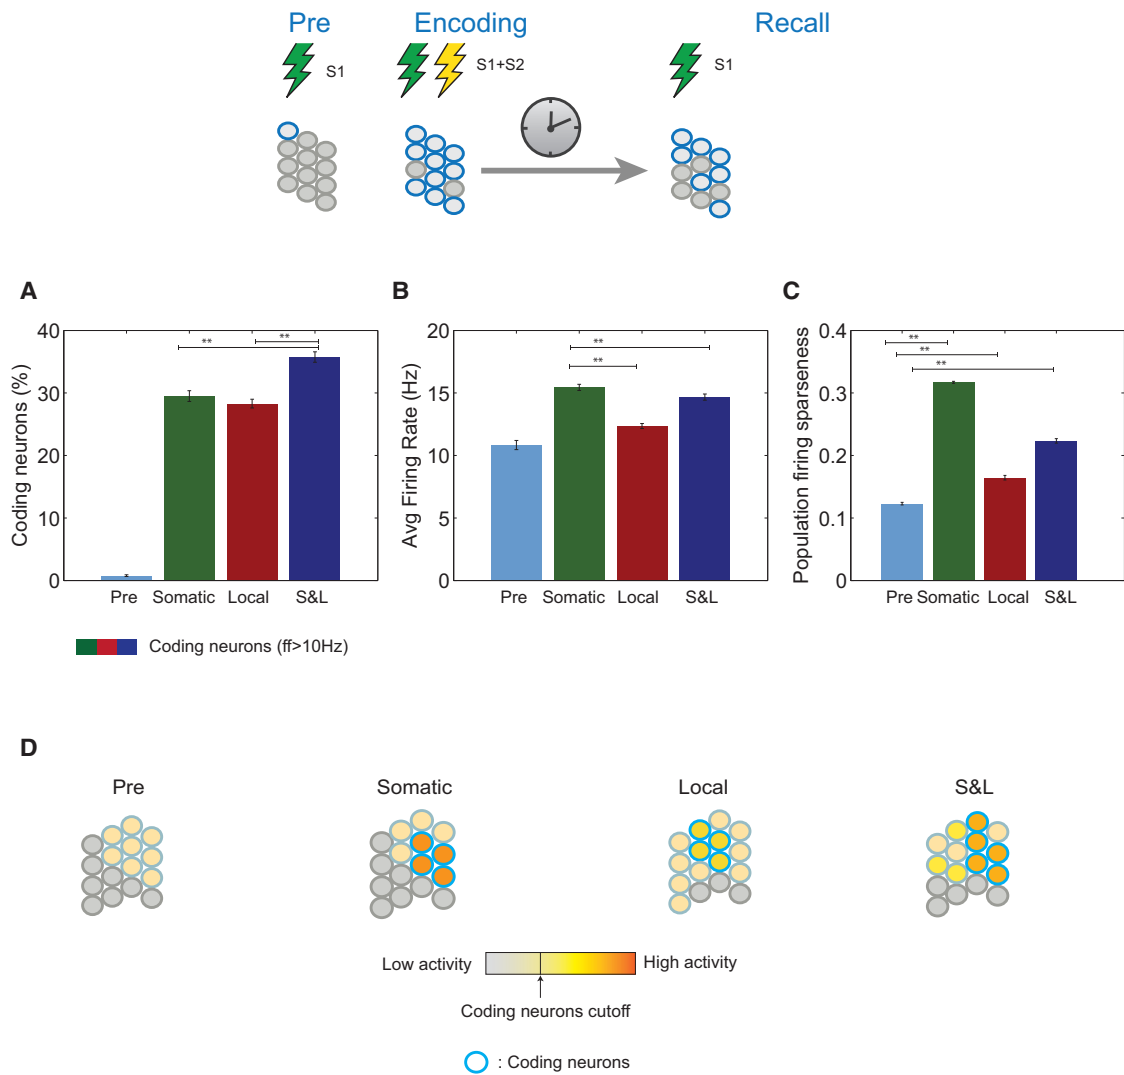 Pre Encoding Recall
S1 S1+S2 S1
A B C
Coding neurons (%)
40
30
20
10
0
** **
Pre Somatic Local S&L
Avg Firing Rate (Hz)
20
15
10
5
0
**
**
Pre Somatic Local S&L
Population firing sparseness
0.4
0.3
0.2
0.1
0
**
**
**
Pre Somatic Local S&L
Coding neurons (ff>10Hz)
D
Pre Somatic Local S&L
Low activity High activity
Coding neurons cutoff
: Coding neurons